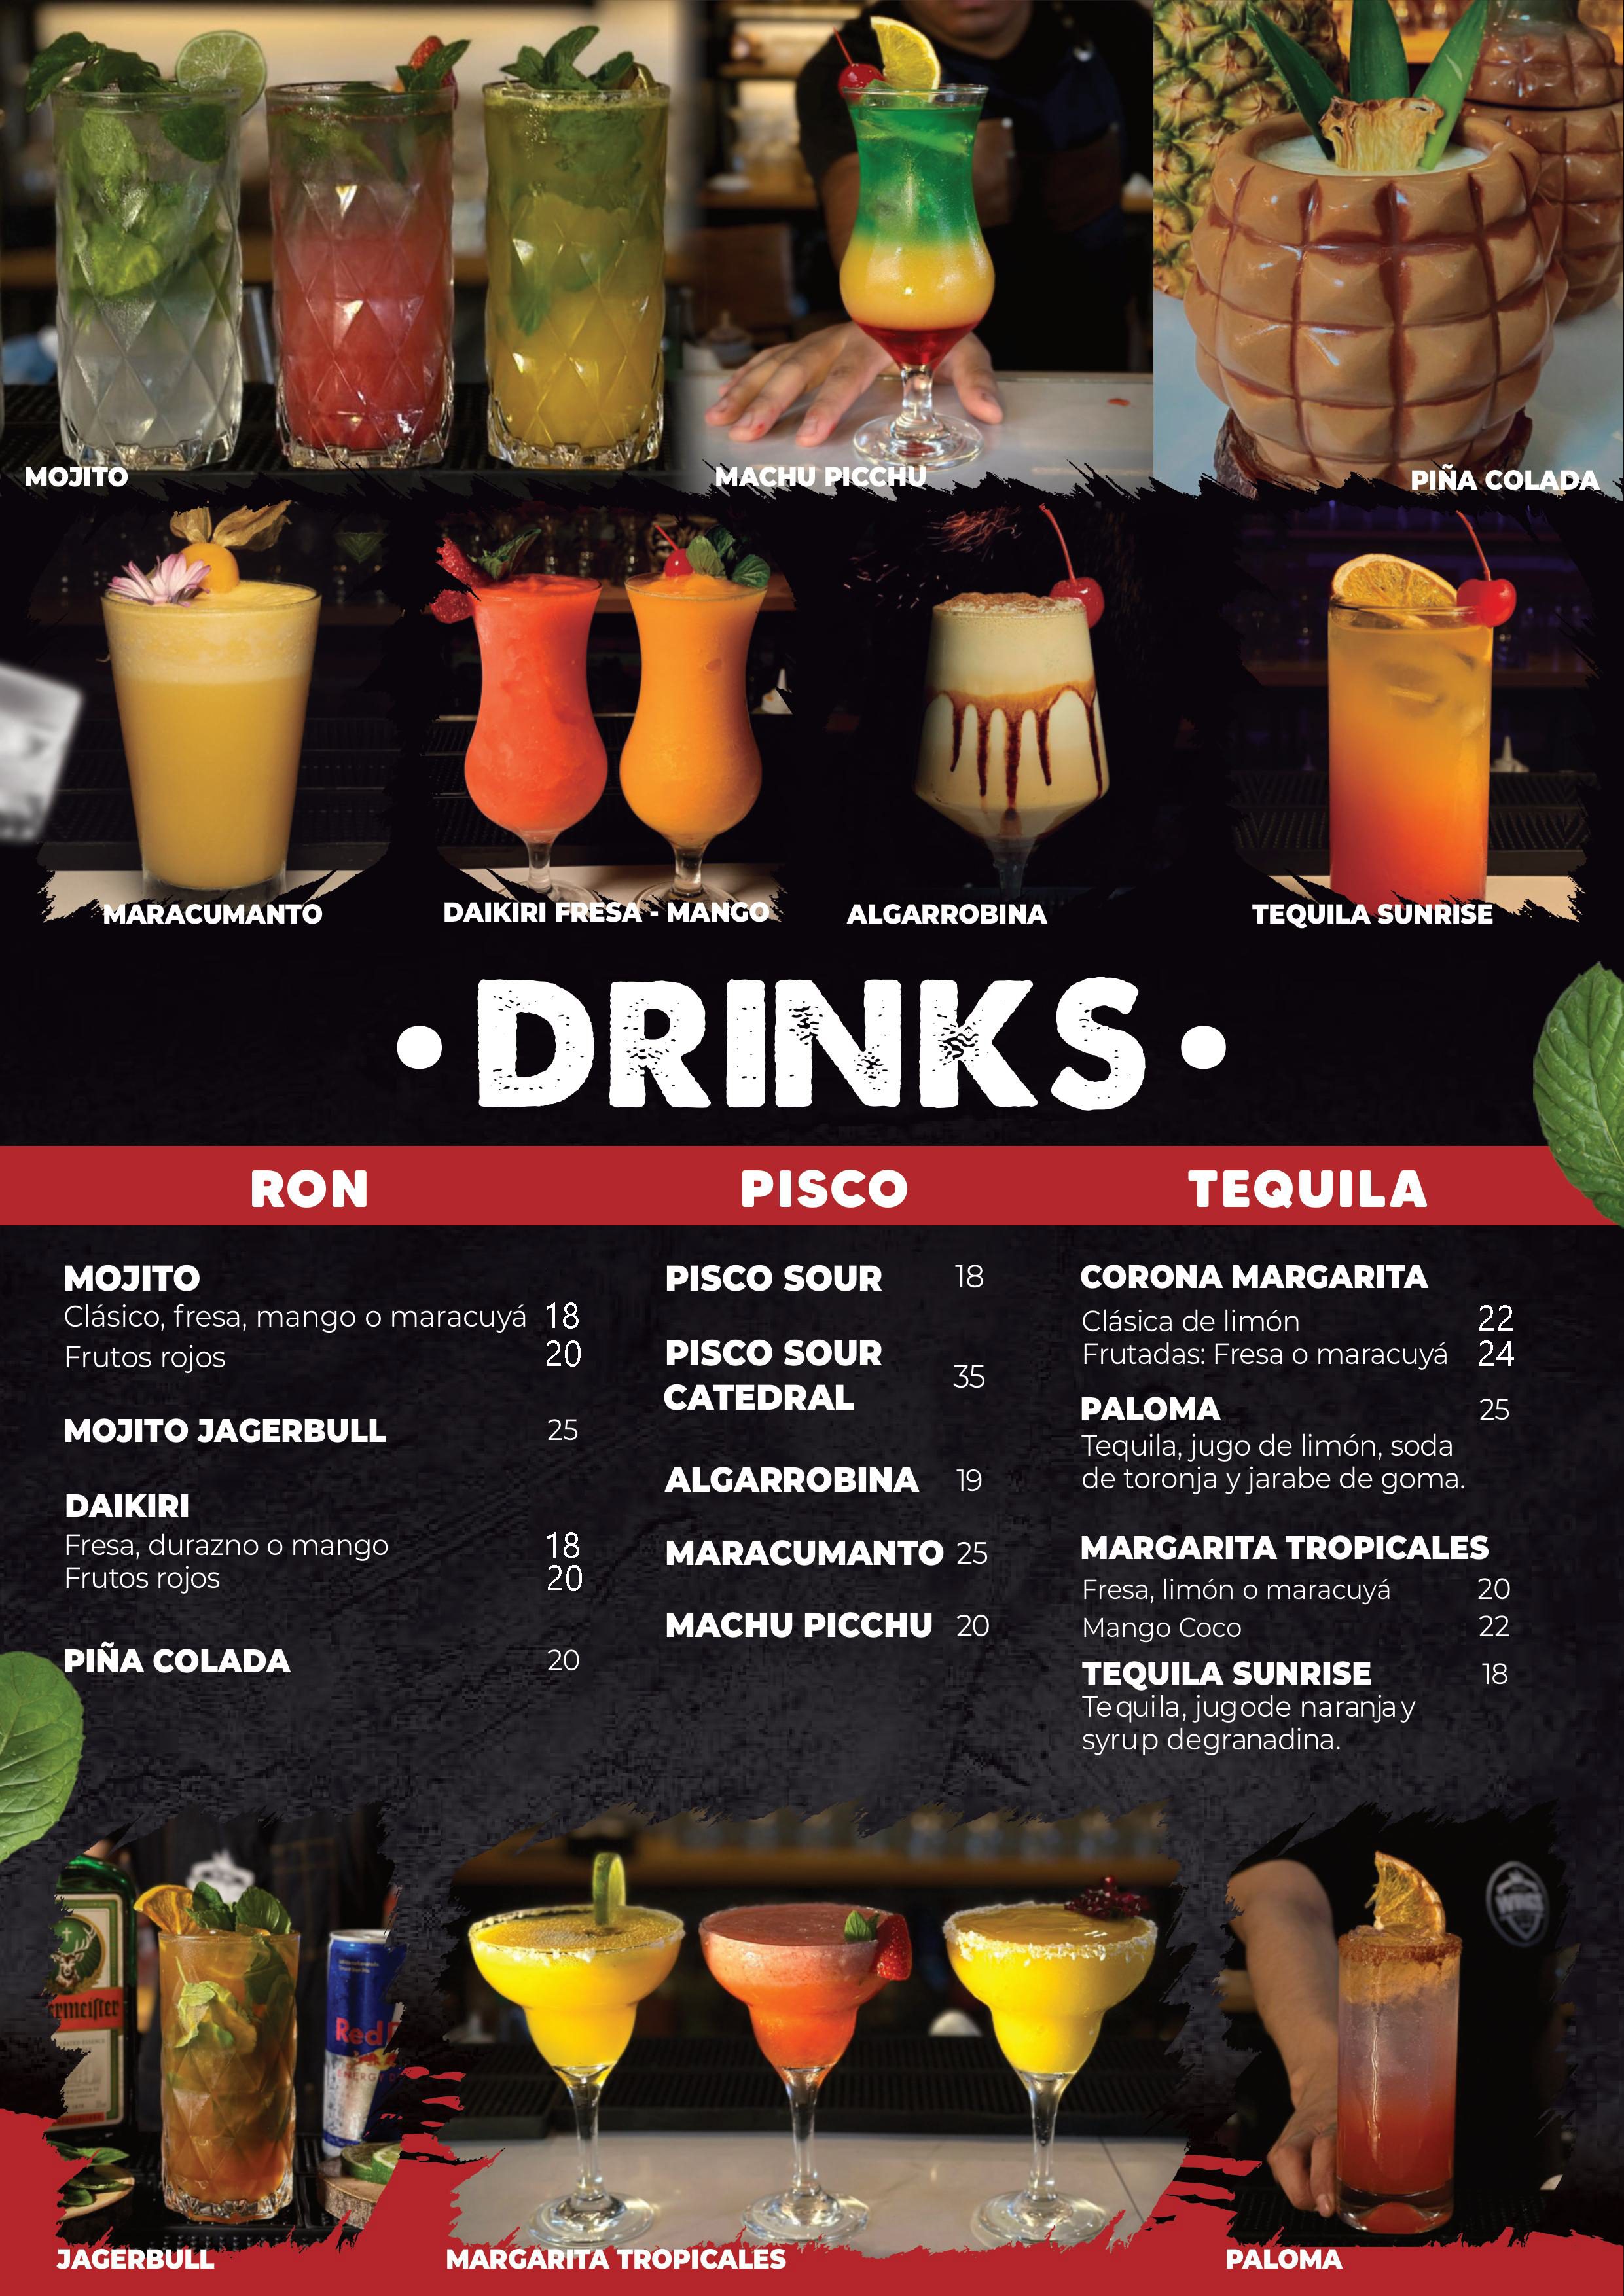 MOJITO
MACHU PICCHU
PIÑA COLADA
MARACUMANTO
DAIKIRI FRESA - MANGO
ALGARROBINA
TEQUILA SUNRISE
• DRINKS •
RON
PISCO
TEQUILA
MOJITO
Clásico, fresa, mango o maracuyá 18
Frutos rojos 20
MOJITO JAGERBULL 25
DAIKIRI
Fresa, durazno o mango 18
Frutos rojos 20
PIÑA COLADA 20
PISCO SOUR 18
PISCO SOUR
CATEDRAL 35
ALGARROBINA 19
MARACUMANTO 25
MACHU PICCHU 20
CORONA MARGARITA
Clásica de limón 22
Frutadas: Fresa o maracuyá 24
PALOMA 25
Tequila, jugo de limón, soda
de toronja y jarabe de goma.
MARGARITA TROPICALES
Fresa, limón o maracuyá 20
Mango Coco 22
TEQUILA SUNRISE 18
Tequila, jugode naranja y
syrup degranadina.
ermeister
Red
JAGERBULL
MARGARITA TROPICALES
PALOMA